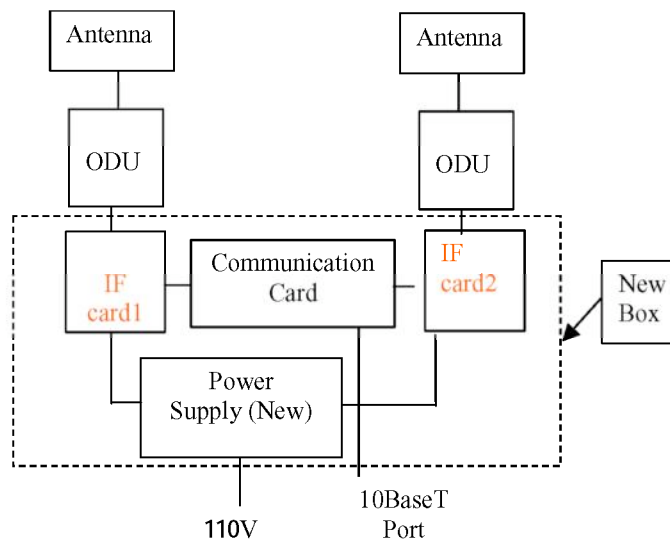 Antenna
Antenna
ODU
ODU
IF
card1
Communication
Card
IF
card2
New
Box
Power
Supply (New)
110V
10BaseT
Port